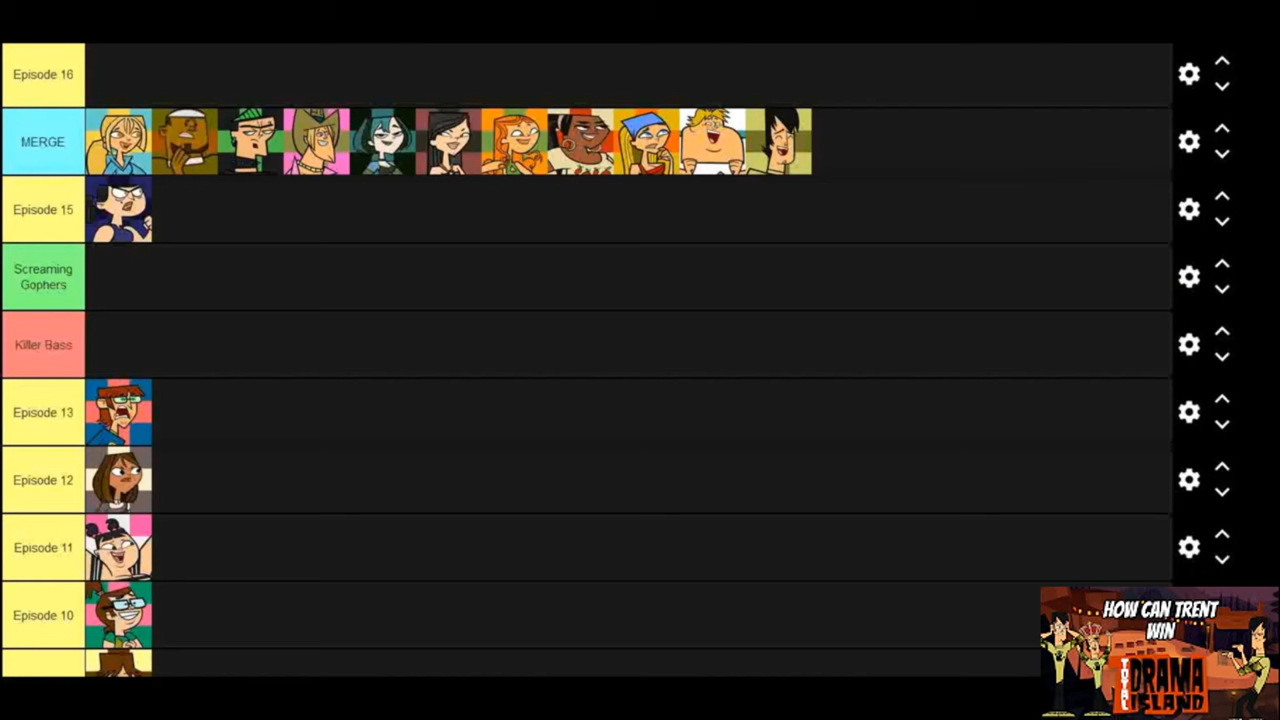 Episode 16
MERGE
Episode 15
Screaming
Gophers
Killer Bass
Episode 13
Episode 12
Episode 11
Episode 10
HOW CAN TRENT
WIN
TOTAL
DRAMA
ISLAND